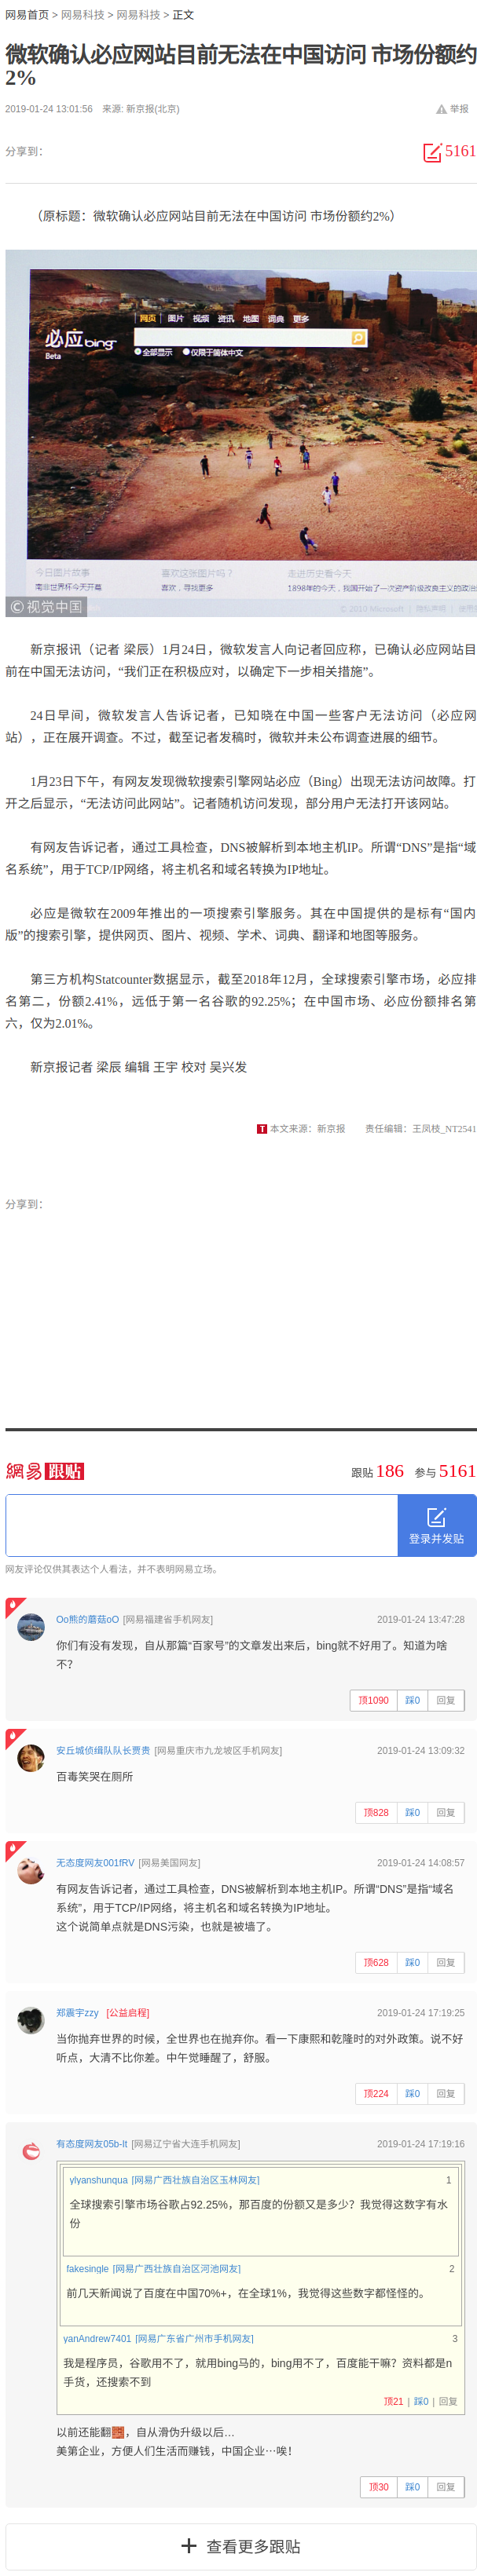 网易首页 > 网易科技 > 网易科技 > 正文
微软确认必应网站目前无法在中国访问 市场份额约
2%
2019-01-24 13:01:56 来源: 新京报(北京)
举报
分享到：
5161
（原标题：微软确认必应网站目前无法在中国访问 市场份额约2%）
网页 图片 视频 资讯 地图 词典 更多
必应bing
Beta
全部显示 仅限于简体中文
今日图片故事 喜欢这张图片吗？ 走进历史看今天
南非世界杯今天开幕 喜欢，寻找更多 1898年的今天，我国开始了一次资产阶级改良主义的政治
©视觉中国
© 2010 Microsoft | 隐私声明 |
新京报讯（记者 梁辰）1月24日，微软发言人向记者回应称，已确认必应网站目
前在中国无法访问，“我们正在积极应对，以确定下一步相关措施”。
24日早间，微软发言人告诉记者，已知晓在中国一些客户无法访问（必应网
站），正在展开调查。不过，截至记者发稿时，微软并未公布调查进展的细节。
1月23日下午，有网友发现微软搜索引擎网站必应（Bing）出现无法访问故障。打
开之后显示，“无法访问此网站”。记者随机访问发现，部分用户无法打开该网站。
有网友告诉记者，通过工具检查，DNS被解析到本地主机IP。所谓“DNS”是指“域
名系统”，用于TCP/IP网络，将主机名和域名转换为IP地址。
必应是微软在2009年推出的一项搜索引擎服务。其在中国提供的是标有“国内
版”的搜索引擎，提供网页、图片、视频、学术、词典、翻译和地图等服务。
第三方机构Statcounter数据显示，截至2018年12月，全球搜索引擎市场，必应排
名第二，份额2.41%，远低于第一名谷歌的92.25%；在中国市场、必应份额排名第
六，仅为2.01%。
新京报记者 梁辰 编辑 王宇 校对 吴兴发
T 本文来源：新京报 责任编辑：王凤枝_NT2541
分享到：
網易跟贴
跟贴 186 参与 5161
登录并发贴
网友评论仅供其表达个人看法，并不表明网易立场。
Oo熊的蘑菇oO [网易福建省手机网友] 2019-01-24 13:47:28
你们有没有发现，自从那篇“百家号”的文章发出来后，bing就不好用了。知道为啥
不？
顶1090 踩0 回复
安丘城侦缉队队长贾贵 [网易重庆市九龙坡区手机网友] 2019-01-24 13:09:32
百毒笑哭在厕所
顶828 踩0 回复
无态度网友001fRV [网易美国网友] 2019-01-24 14:08:57
有网友告诉记者，通过工具检查，DNS被解析到本地主机IP。所谓“DNS”是指“域名
系统”，用于TCP/IP网络，将主机名和域名转换为IP地址。
这个说简单点就是DNS污染，也就是被墙了。
顶628 踩0 回复
郑震宇zzy [公益启程] 2019-01-24 17:19:25
当你抛弃世界的时候，全世界也在抛弃你。看一下康熙和乾隆时的对外政策。说不好
听点，大清不比你差。中午觉睡醒了，舒服。
顶224 踩0 回复
有态度网友05b-It [网易辽宁省大连手机网友] 2019-01-24 17:19:16
ylyanshunqua [网易广西壮族自治区玉林网友] 1
全球搜索引擎市场谷歌占92.25%，那百度的份额又是多少？我觉得这数字有水
份
fakesingle [网易广西壮族自治区河池网友] 2
前几天新闻说了百度在中国70%+，在全球1%，我觉得这些数字都怪怪的。
yanAndrew7401 [网易广东省广州市手机网友] 3
我是程序员，谷歌用不了，就用bing马的，bing用不了，百度能干嘛？资料都是n
手货，还搜索不到
顶21 | 踩0 | 回复
以前还能翻，自从滑伪升级以后…
美第企业，方便人们生活而赚钱，中国企业…唉！
顶30 踩0 回复
查看更多跟贴